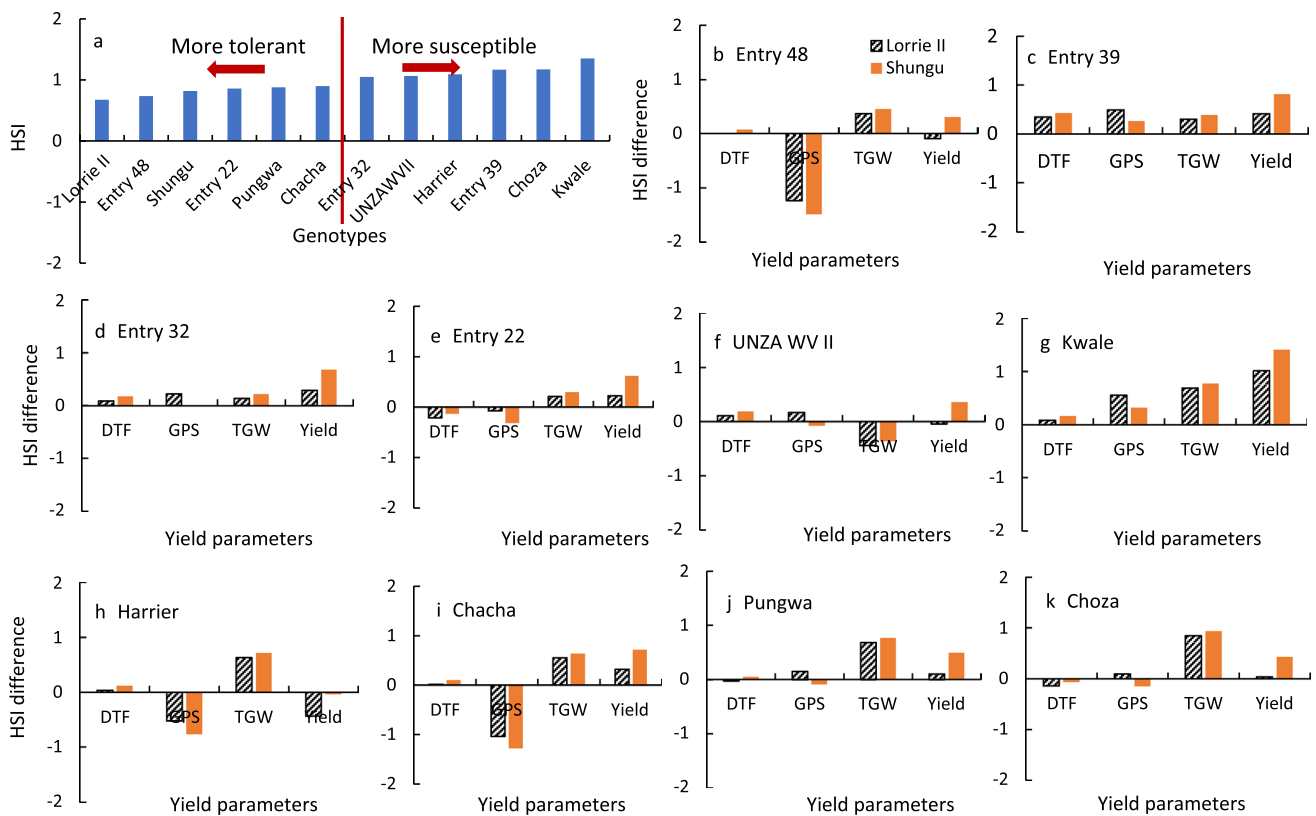 a
More tolerant
More susceptible
HSI
2
1
0
-1
-2
Lorrie II
Entry 48
Shungu
Entry 22
Pungwa
Chacha
Entry 32
UNZAWVII
Harrier
Entry 39
Choza
Kwale
Genotypes
b Entry 48
Lorrie II
Shungu
HSI difference
2
1
0
-1
-2
DTF GPS TGW Yield
Yield parameters
c Entry 39
2
1
0
-1
-2
DTF GPS TGW Yield
Yield parameters
d Entry 32
HSI difference
2
1
0
-1
-2
DTF GPS TGW Yield
Yield parameters
e Entry 22
2
1
0
-1
-2
DTF GPS TGW Yield
f UNZA WV II
2
1
0
-1
-2
DTF GPS TGW Yield
Yield parameters
g Kwale
2
1
0
-1
-2
DTF GPS TGW Yield
Yield parameters
h Harrier
HSI difference
2
1
0
-1
-2
DTF GPS TGW Yield
Yield parameters
i Chacha
2
1
0
-1
-2
DTF GPS TGW Yield
Yield parameters
j Pungwa
2
1
0
-1
-2
DTF GPS TGW Yield
Yield parameters
k Choza
2
1
0
-1
-2
DTF GPS TGW Yield
Yield parameters